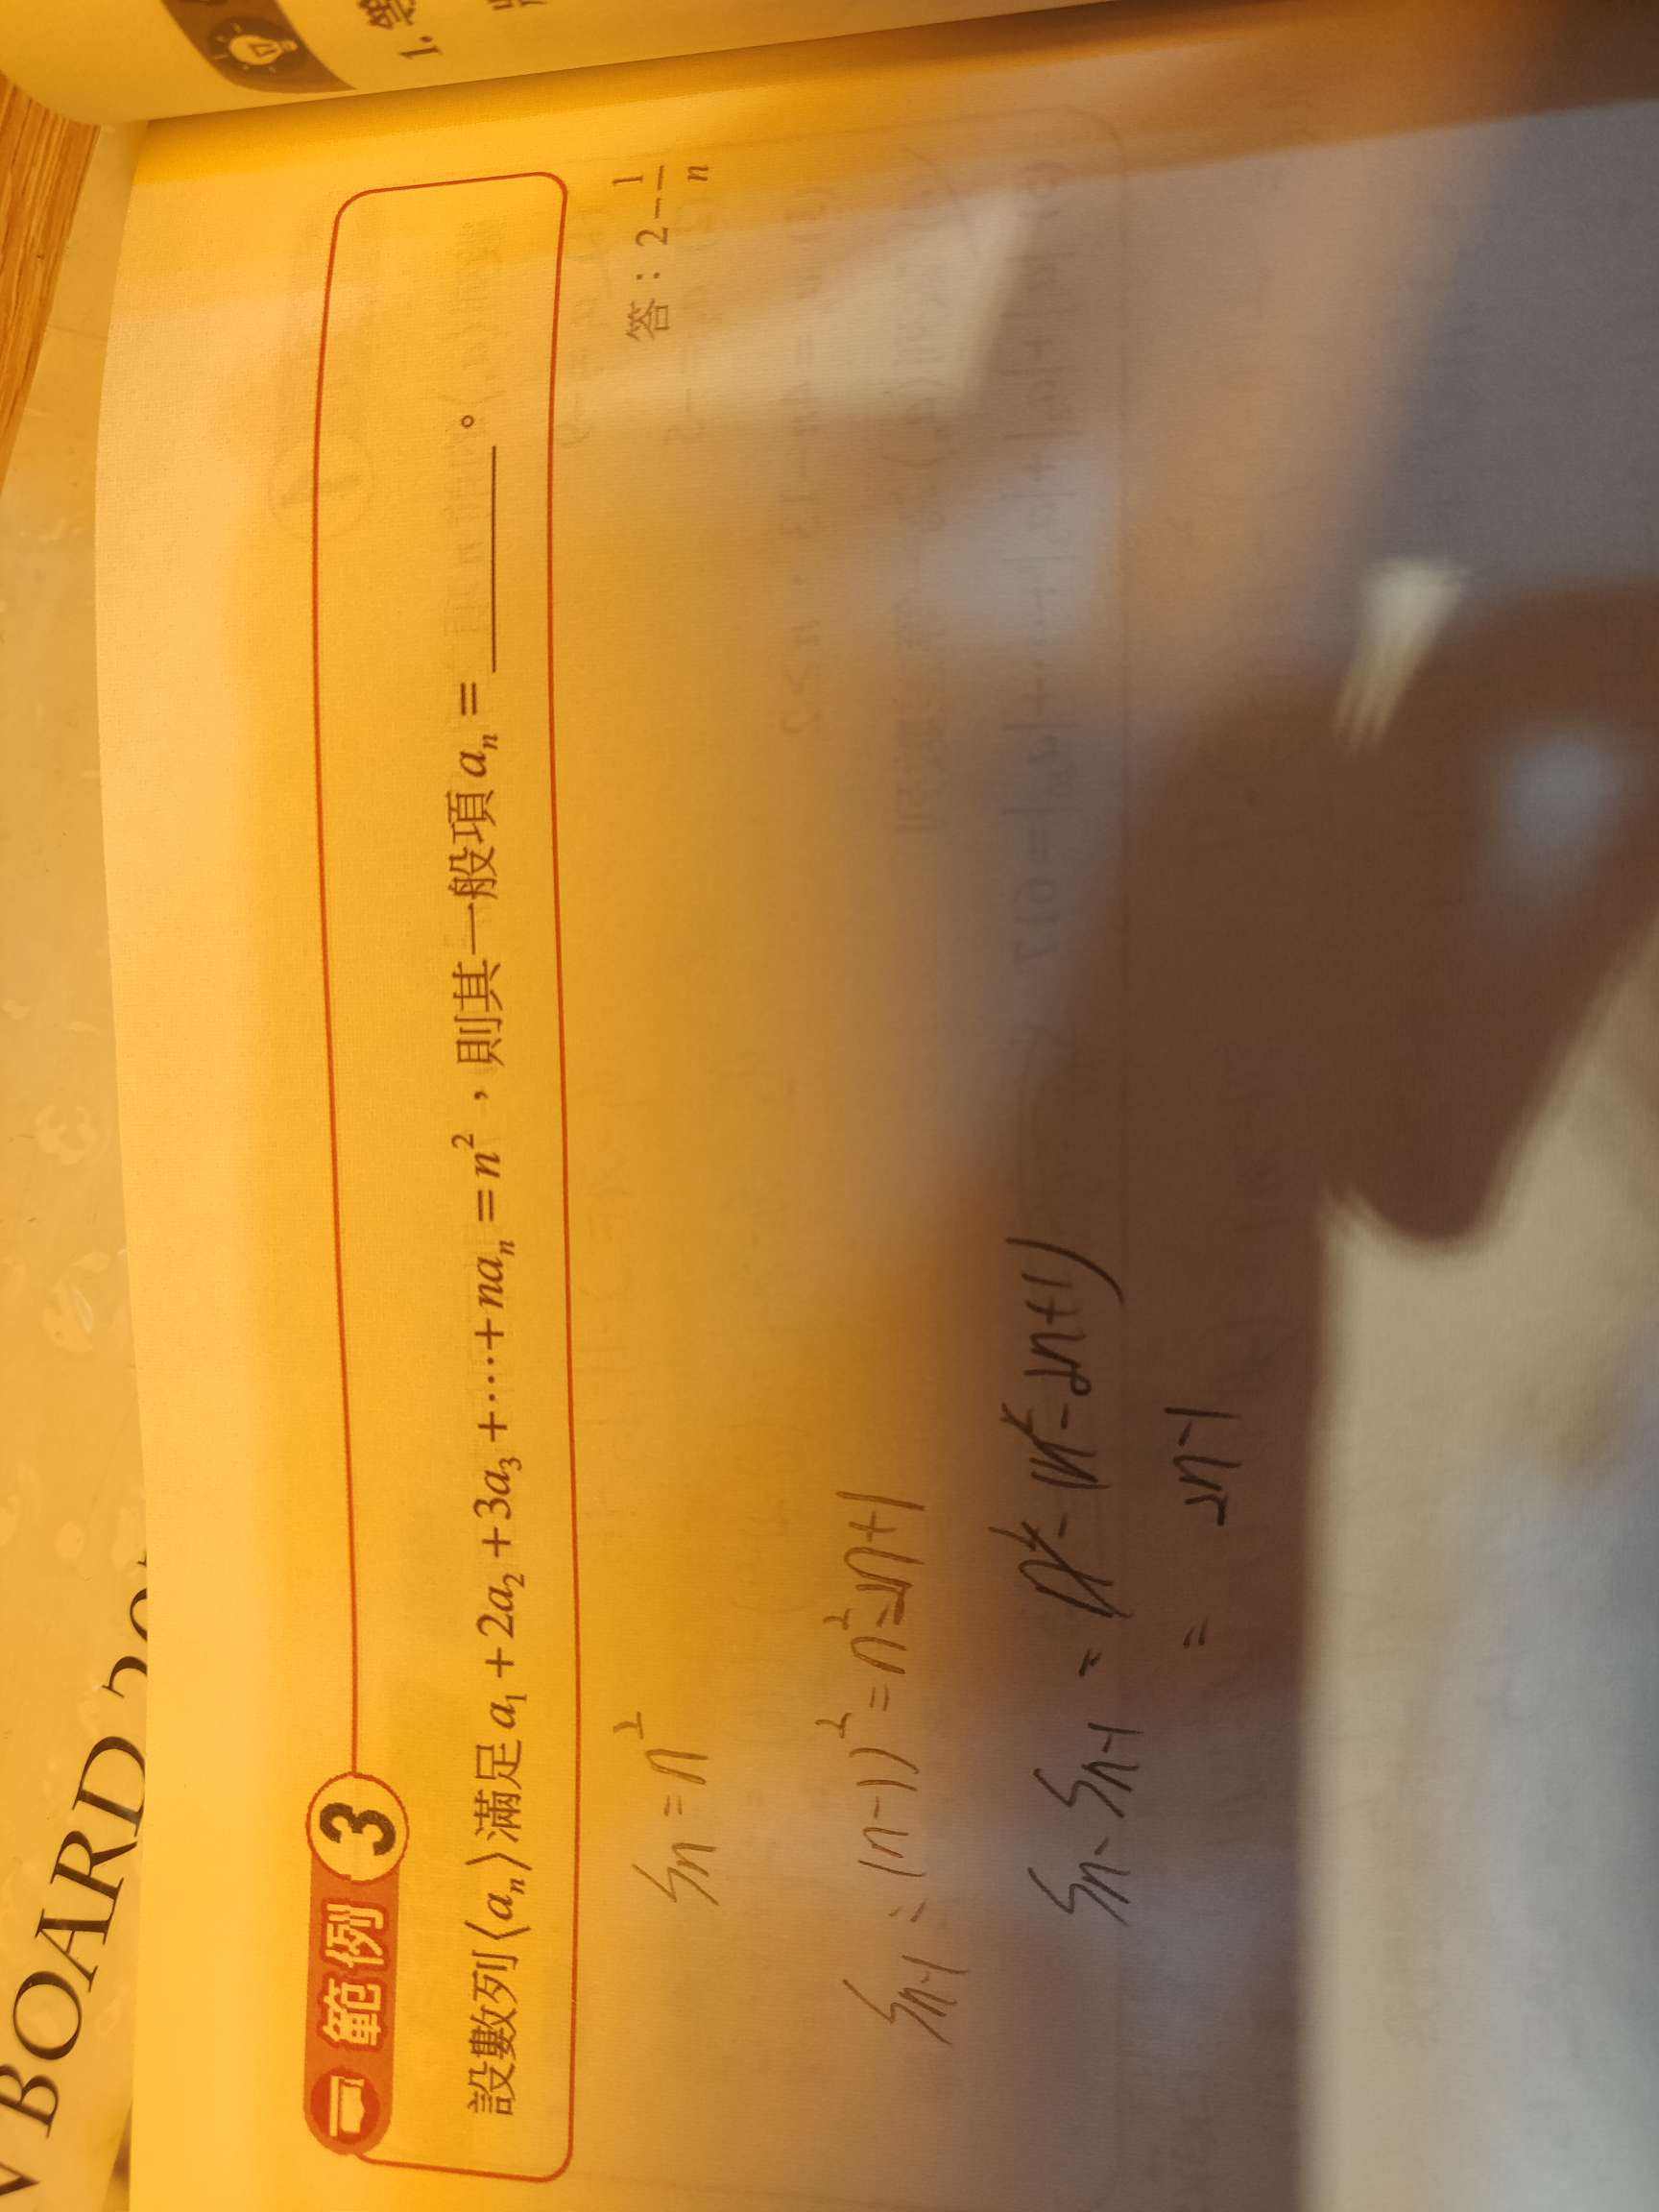 BOARD
1.
範例 3
設數列⟨aₙ⟩滿足 a₁+2a₂+3a₃+⋯+naₙ=n²，則其一般項 aₙ=______。
答：2-1/n
Sn=n²
Sn-1=(n-1))²=n²-2n+1
Sn-Sn-1=n²-(n²-2n+1)
=2n-1